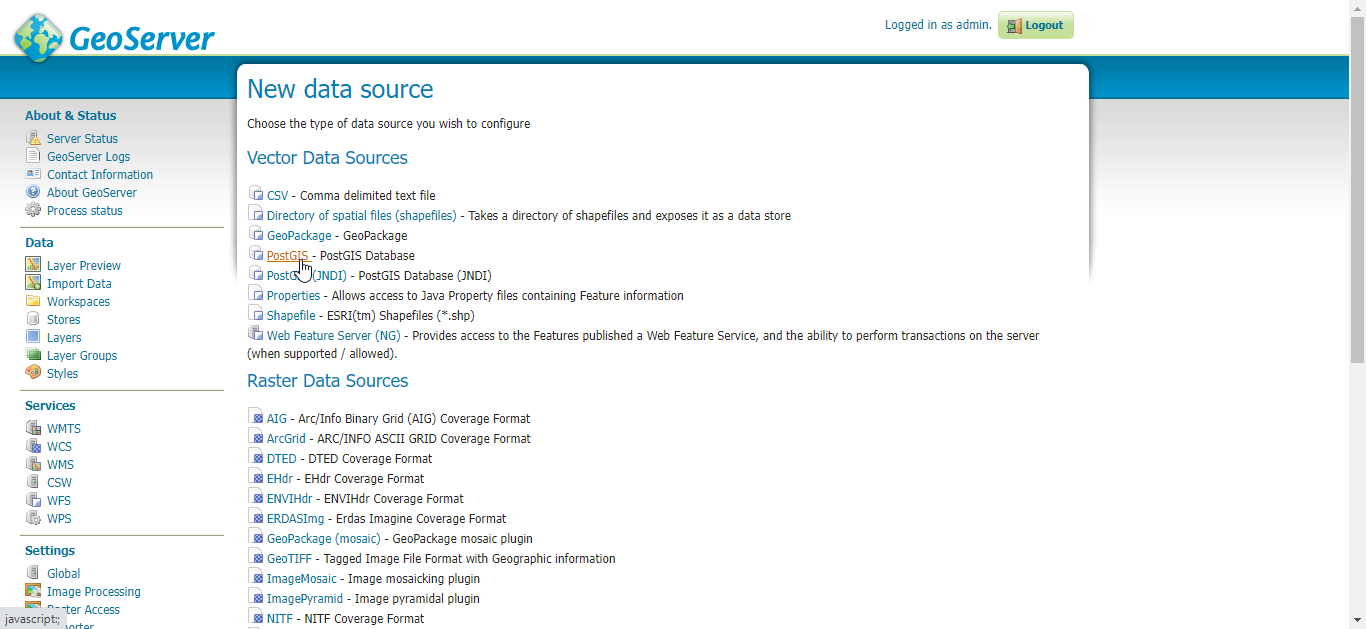 GeoServer
Logged in as admin.
Logout
About & Status
Server Status
GeoServer Logs
Contact Information
About GeoServer
Process status
Data
Layer Preview
Import Data
Workspaces
Stores
Layers
Layer Groups
Styles
Services
WMTS
WCS
WMS
CSW
WFS
WPS
Settings
Global
Image Processing
Raster Access
javascript:;
New data source
Choose the type of data source you wish to configure
Vector Data Sources
CSV - Comma delimited text file
Directory of spatial files (shapefiles) - Takes a directory of shapefiles and exposes it as a data store
GeoPackage - GeoPackage
PostGIS - PostGIS Database
PostGIS (JNDI) - PostGIS Database (JNDI)
Properties - Allows access to Java Property files containing Feature information
Shapefile - ESRI(tm) Shapefiles (*.shp)
Web Feature Server (NG) - Provides access to the Features published a Web Feature Service, and the ability to perform transactions on the server
(when supported / allowed).
Raster Data Sources
AIG - Arc/Info Binary Grid (AIG) Coverage Format
ArcGrid - ARC/INFO ASCII GRID Coverage Format
DTED - DTED Coverage Format
EHdr - EHdr Coverage Format
ENVIHdr - ENVIHdr Coverage Format
ERDASImg - Erdas Imagine Coverage Format
GeoPackage (mosaic) - GeoPackage mosaic plugin
GeoTIFF - Tagged Image File Format with Geographic information
ImageMosaic - Image mosaicking plugin
ImagePyramid - Image pyramidal plugin
NITF - NITF Coverage Format